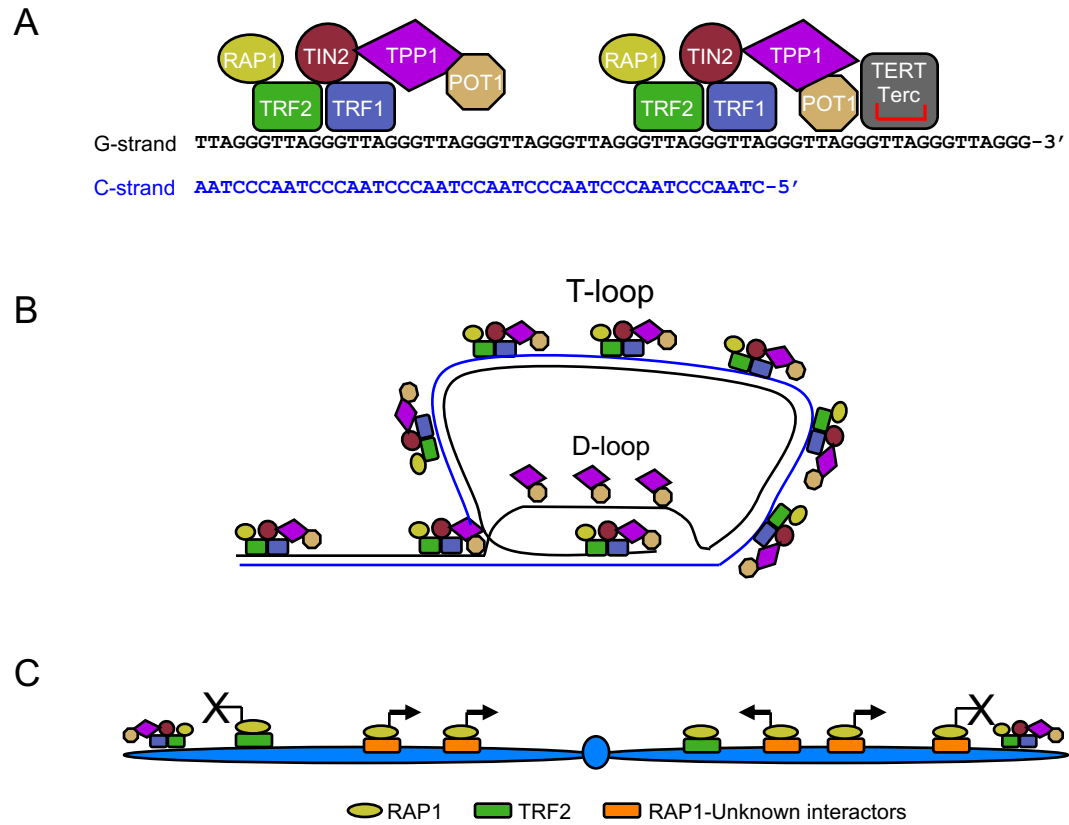 A
RAP1
TIN2
TPP1
POT1
TRF2
TRF1
RAP1
TIN2
TPP1
POT1
TERT
Terc
TRF2
TRF1
G-strand TTAGGGTTAGGGTTAGGGTTAGGGTTAGGGTTAGGGTTAGGGTTAGGGTTAGGGTTAGGGTTAGGG–3′
C-strand AATCCCAATCCCAATCCCAATCCAATCCCAATCCCAATCCCAATC–5′
B
T-loop
D-loop
C
X
X
RAP1
TRF2
RAP1-Unknown interactors